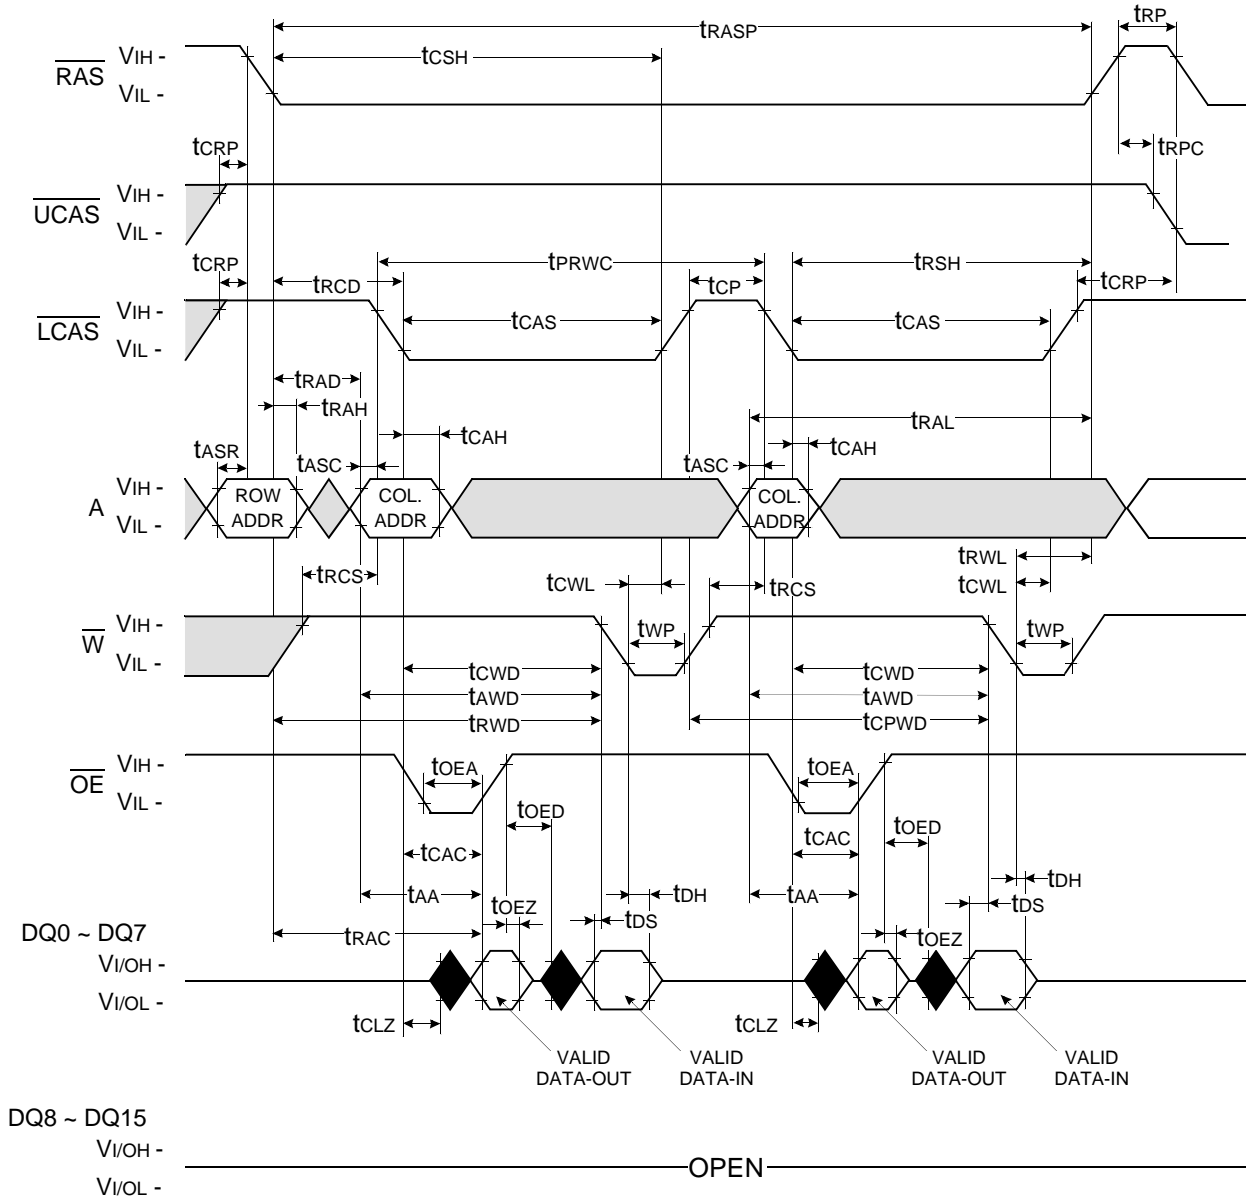 tRASP
tRP
RAS
VIH -
VIL -
tCSH
tCRP
tRPC
UCAS
VIH -
VIL -
tCRP
tRCD
tPRWC
tCP
tRSH
tCRP
LCAS
VIH -
VIL -
tCAS
tCAS
tRAD
tRAH
tRAL
tASR
tASC
tCAH
tASC
tCAH
A
VIH -
VIL -
ROW
ADDR
COL.
ADDR
COL.
ADDR
tRCS
tCWL
tRCS
tRWL
tCWL
W
VIH -
VIL -
tWP
tWP
tCWD
tCWD
tAWD
tAWD
tRWD
tCPWD
OE
VIH -
VIL -
tOEA
tOEA
tOED
tOED
tCAC
tCAC
tAA
tDH
tAA
tDH
tOEZ
tDS
tDS
tRAC
tOEZ
DQ0 ~ DQ7
VI/OH -
VI/OL -
tCLZ
tCLZ
VALID
DATA-OUT
VALID
DATA-IN
VALID
DATA-OUT
VALID
DATA-IN
DQ8 ~ DQ15
VI/OH -
VI/OL -
OPEN